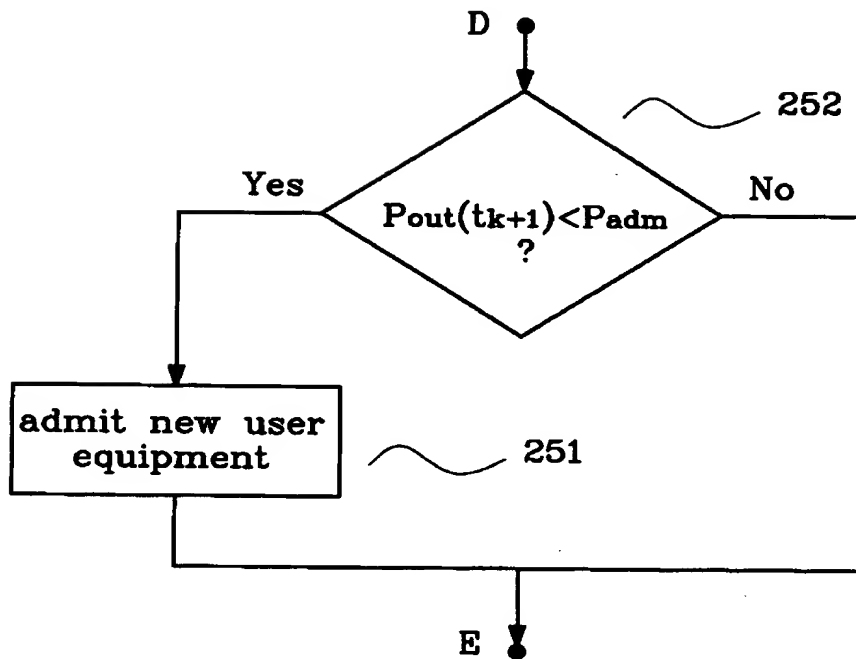 D
252
Yes
No
Pout(tk+1)<Padm
?
admit new user
equipment
251
E